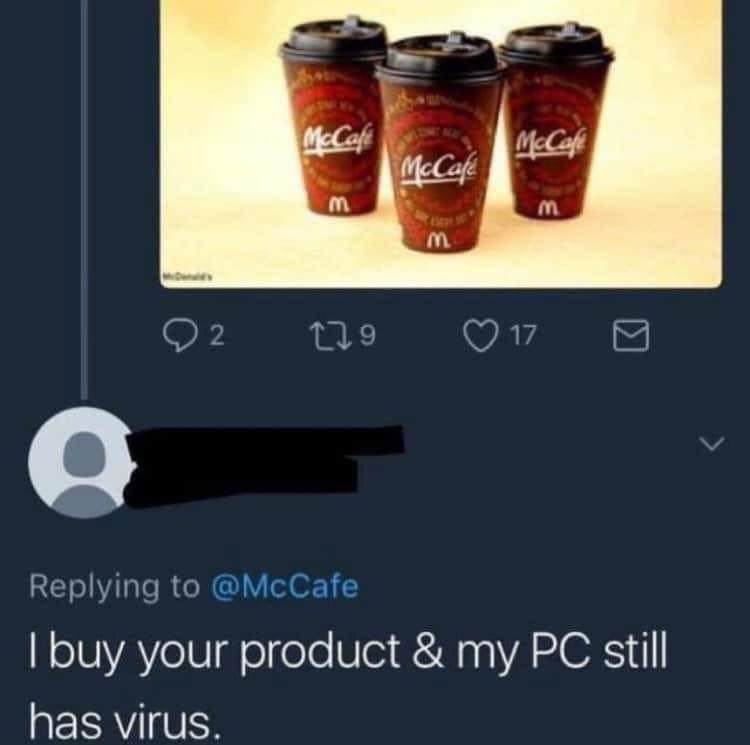 McCafé McCafé McCafé
m m m
McDonald's
2 9 17
Replying to @McCafe
I buy your product & my PC still
has virus.